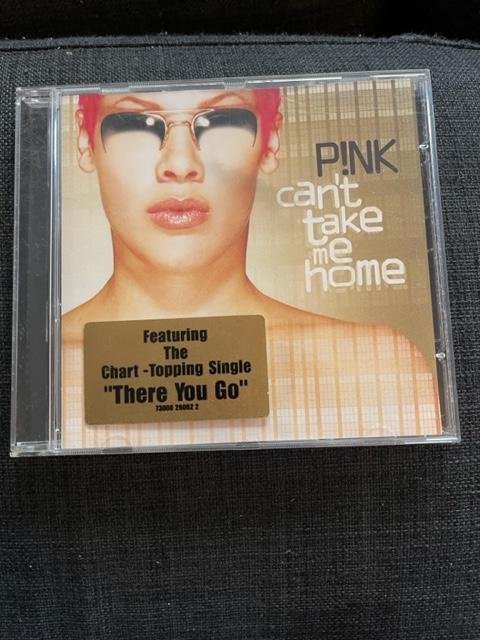 P!NK
can't
take
me
home
Featuring
The
Chart -Topping Single
"There You Go"
73008 26062 2